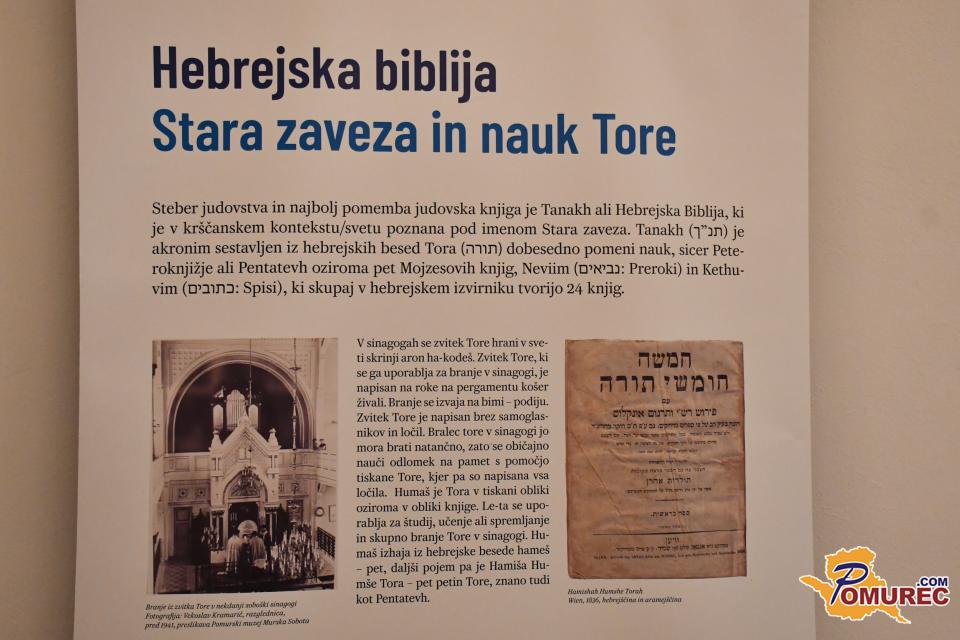 Hebrejska biblija
Stara zaveza in nauk Tore
Steber judovstva in najbolj pomemba judovska knjiga je Tanakh ali Hebrejska Biblija, ki
je v krščanskem kontekstu/svetu poznana pod imenom Stara zaveza. Tanakh (תנ״ך) je
akronim sestavljen iz hebrejskih besed Tora (תורה) dobesedno pomeni nauk, sicer Pete-
roknjižje ali Pentatevh oziroma pet Mojzesovih knjig, Neviim (נביאים: Preroki) in Kethu-
vim (כתובים: Spisi), ki skupaj v hebrejskem izvirniku tvorijo 24 knjig.
V sinagogah se zvitek Tore hrani v sve-
ti skrinji aron ha-kodeš. Zvitek Tore, ki
se ga uporablja za branje v sinagogi, je
napisan na roke na pergamentu košer
živali. Branje se izvaja na bimi – podiju.
Zvitek Tore je napisan brez samoglas-
nikov in ločil. Bralec tore v sinagogi jo
mora brati natančno, zato se običajno
nauči odlomek na pamet s pomočjo
tiskane Tore, kjer pa so napisana vsa
ločila. Humaš je Tora v tiskani obliki
oziroma v obliki knjige. Le-ta se upo-
rablja za študij, učenje ali spremljanje
in skupno branje Tore v sinagogi. Hu-
maš izhaja iz hebrejske besede hameš
– pet, daljši pojem pa je Hamiša Hu-
mše Tora – pet petin Tore, znano tudi
kot Pentatevh.
Branje iz zvitka Tore v nekdanji soboški sinagogi
Fotografija: Vekoslav Kramarič, razglednica,
pred 1941, preslikava Pomurski muzej Murska Sobota
חמשה
חומשי תורה
עם
פירוש רש״י ותרגום אונקלוס
תולדות אהרן
ספר בראשית.
וויען
Hamishah Humshe Torah
Wien, 1836, hebrejščina in aramejščina
POMUREC.COM